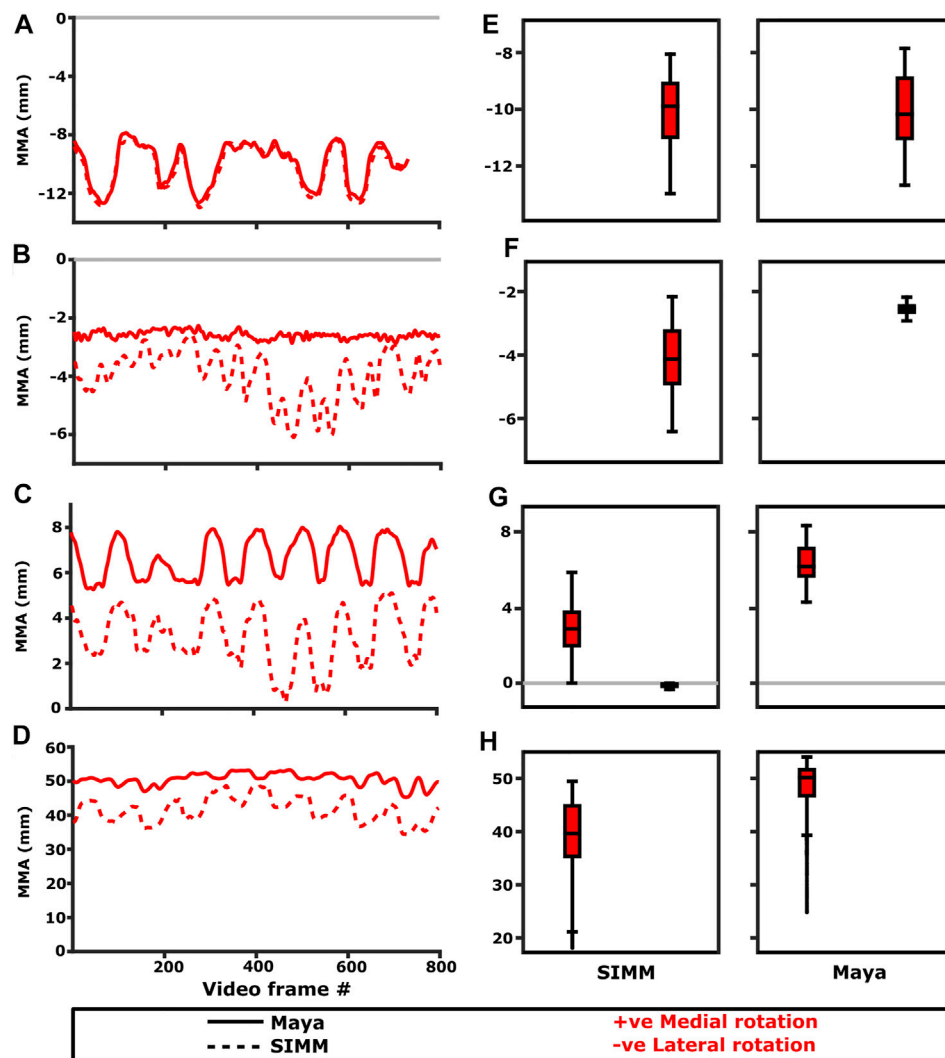 A
0
-4
-8
-12
MMA (mm)
E
-8
-10
-12
B
0
-2
-4
-6
MMA (mm)
F
-2
-4
-6
C
8
6
4
2
0
MMA (mm)
G
8
4
0
D
60
50
40
30
20
10
0
MMA (mm)
200
400
600
800
Video frame #
H
50
40
30
20
SIMM
Maya
Maya
SIMM
+ve Medial rotation
-ve Lateral rotation